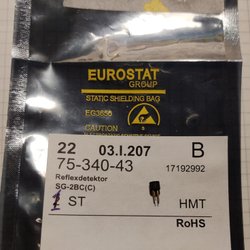 EUROSTAT
GROUP
STATIC SHIELDING BAG
CAUTION
22 03.I.207 B
75-340-43 17192992
Reflexdetektor
SG-2BC(C)
1 ST HMT
RoHS